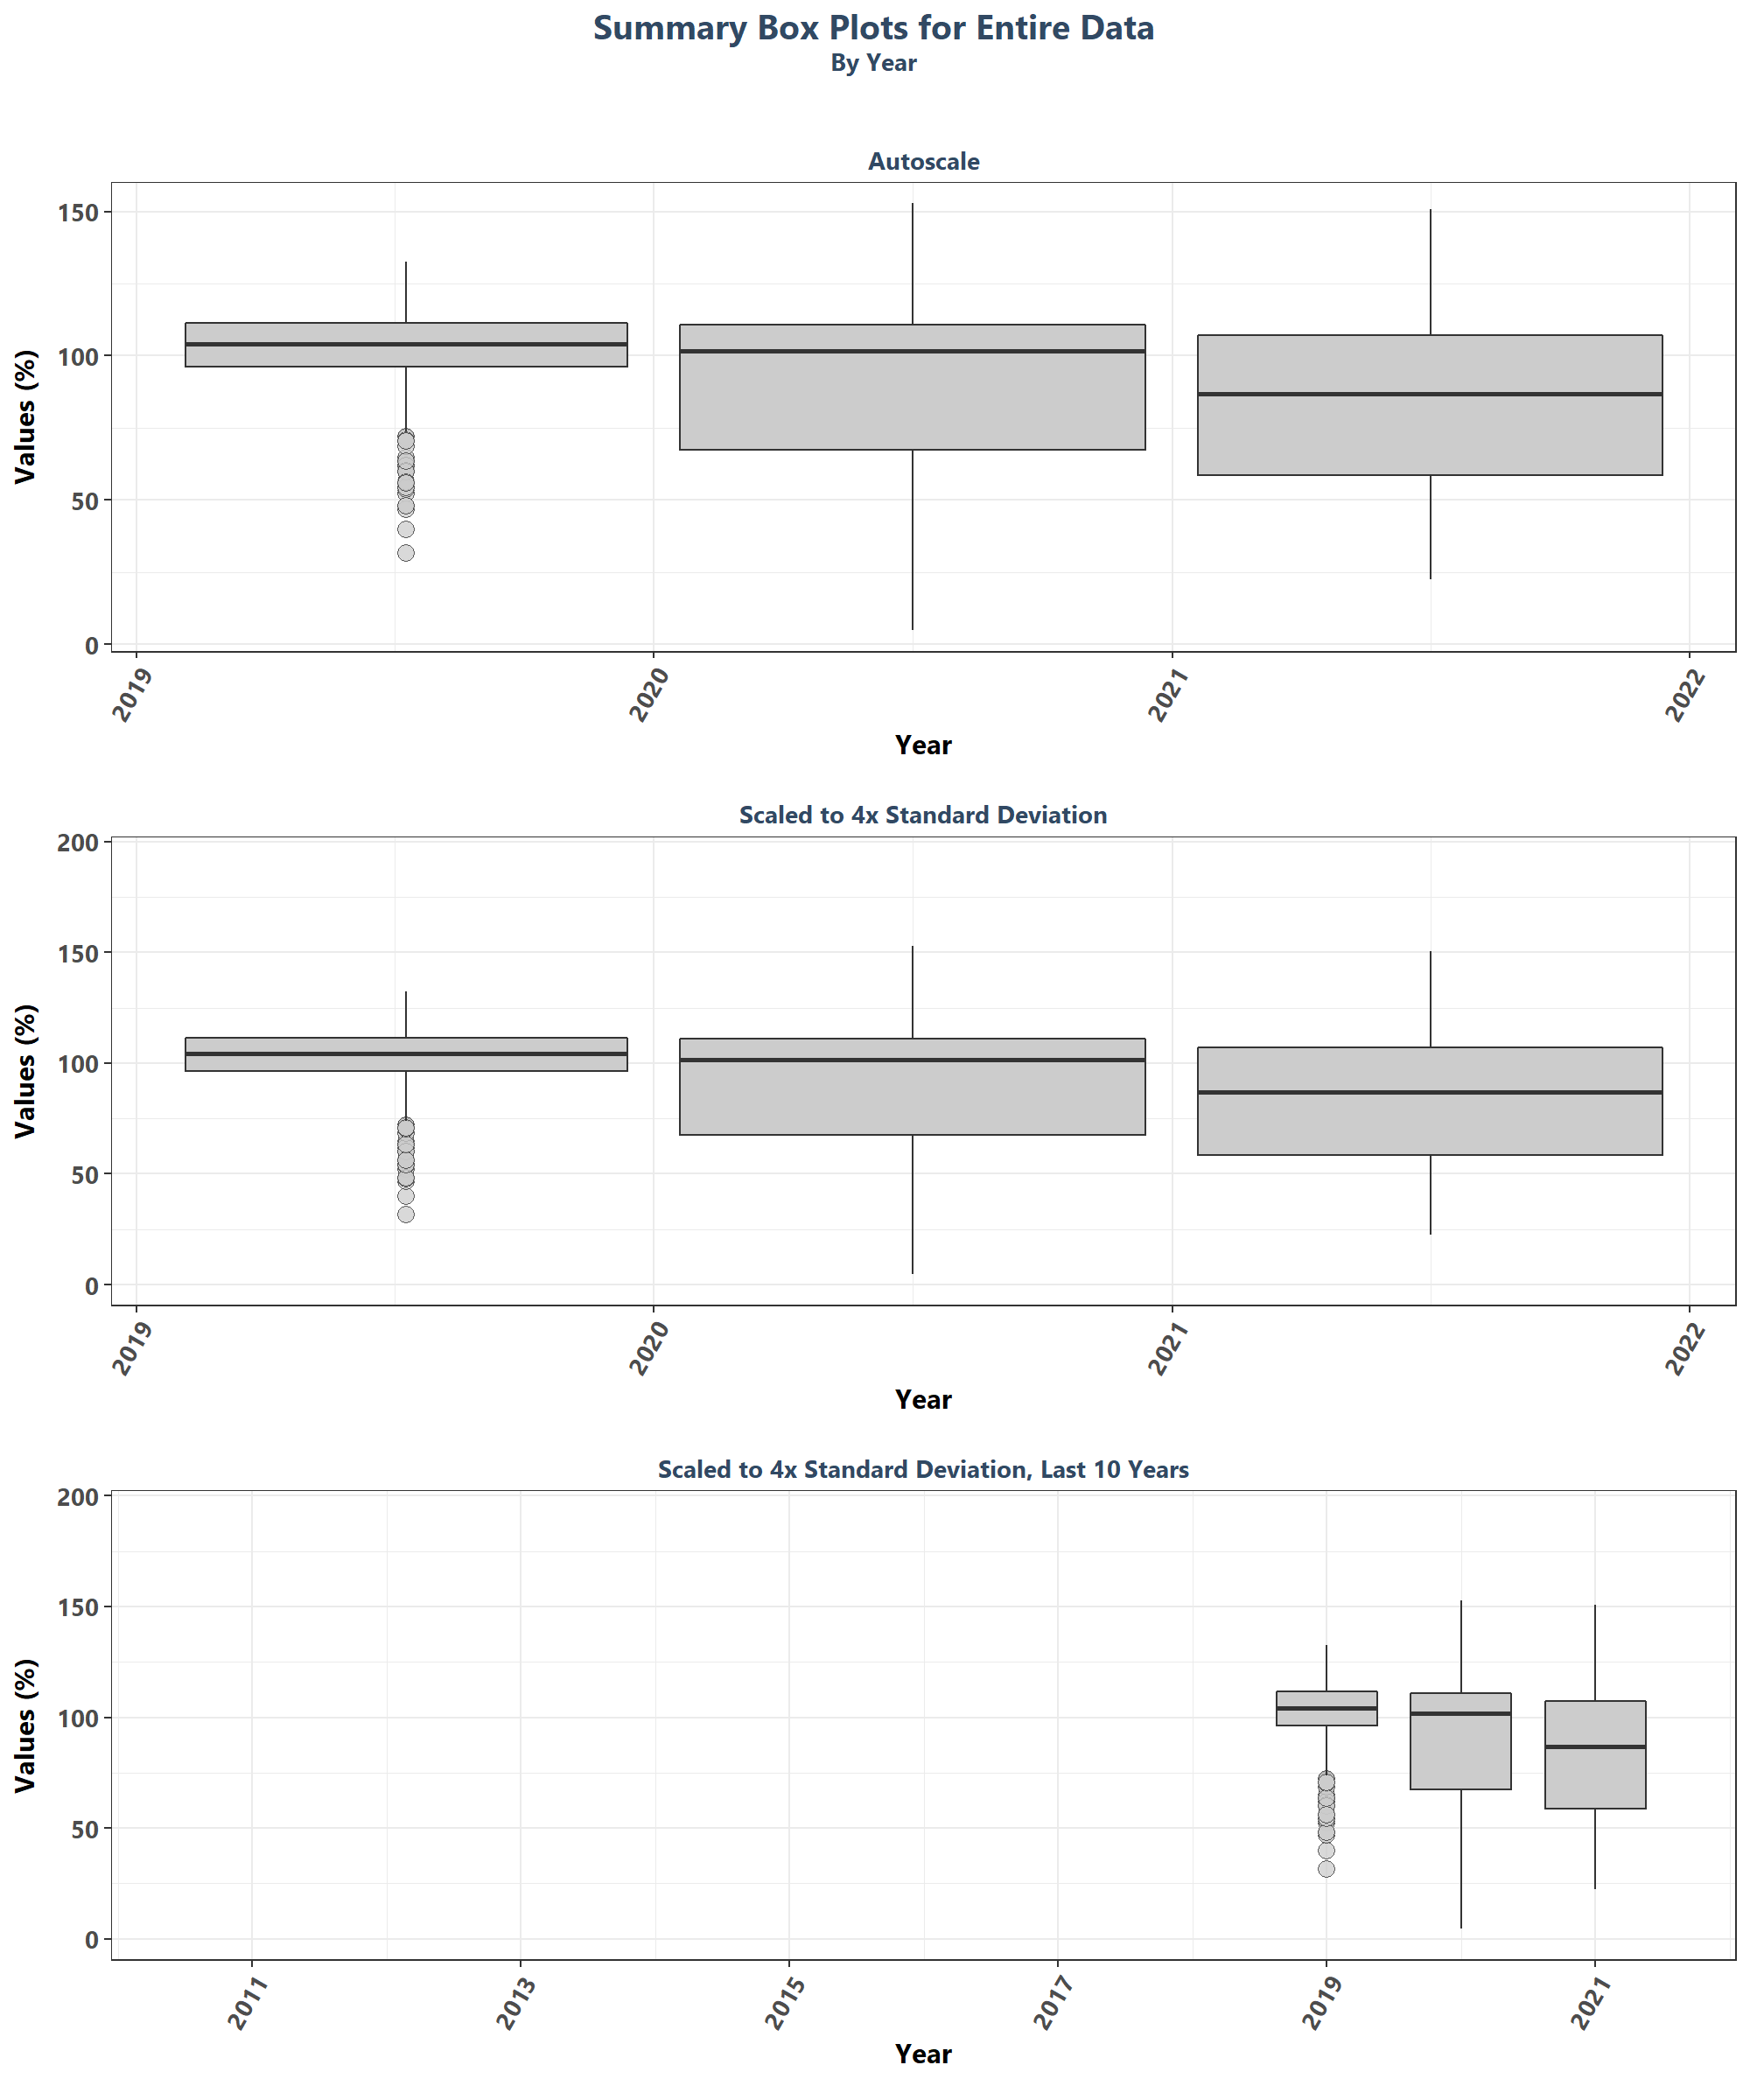 Summary Box Plots for Entire Data
By Year
Autoscale
Values (%)
150
100
50
0
2019 2020 2021 2022
Year
Scaled to 4x Standard Deviation
Values (%)
200
150
100
50
0
2019 2020 2021 2022
Year
Scaled to 4x Standard Deviation, Last 10 Years
Values (%)
200
150
100
50
0
2011 2013 2015 2017 2019 2021
Year